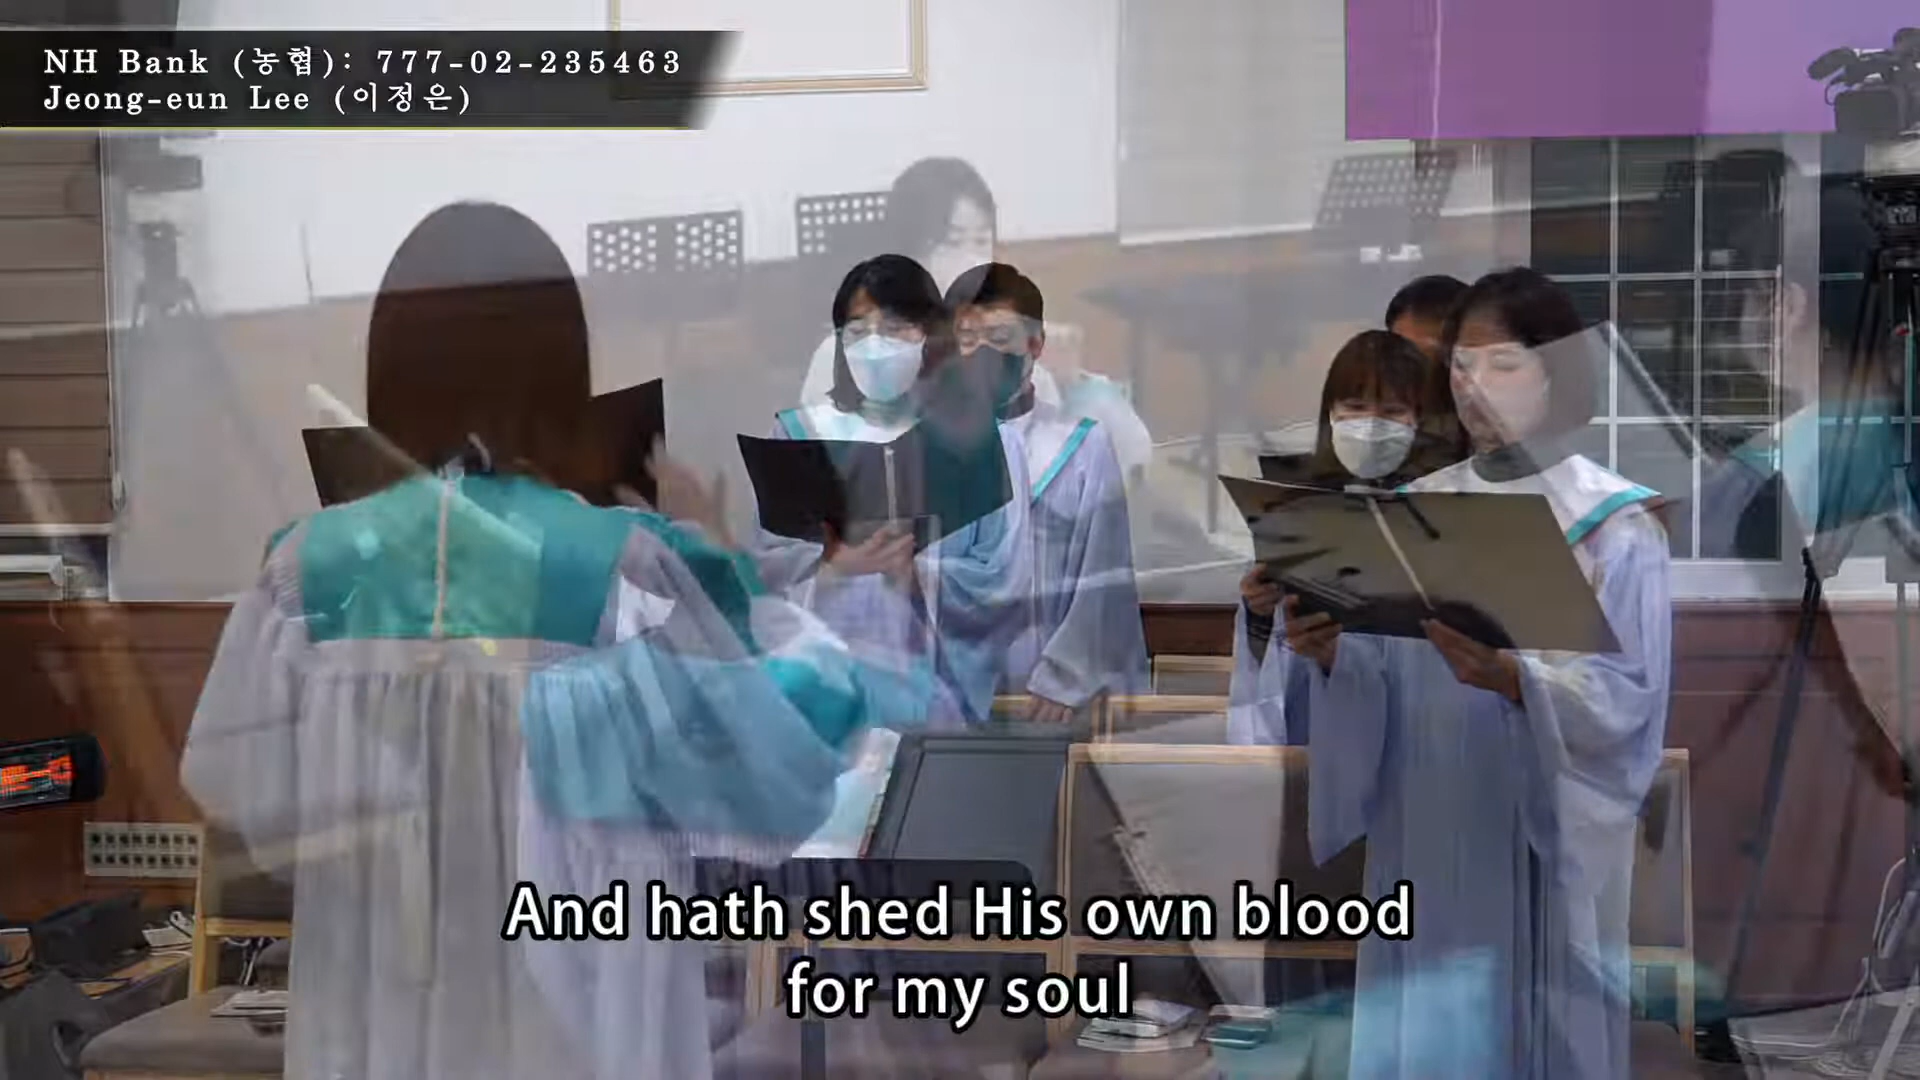 NH Bank (농협): 777-02-235463
Jeong-eun Lee (이정은)
And hath shed His own blood
for my soul